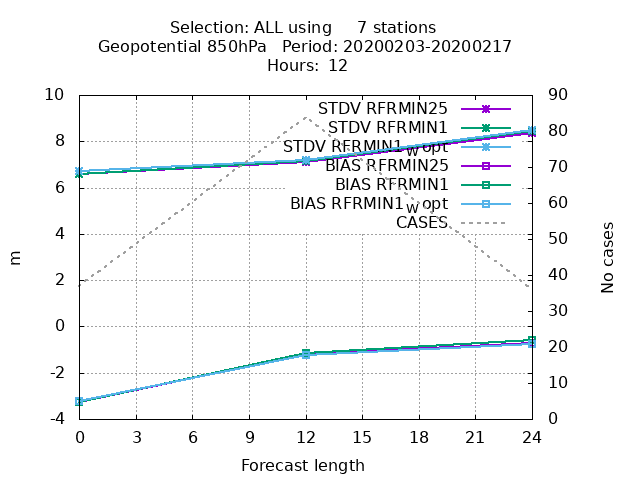 Selection: ALL using     7 stations
Geopotential 850hPa   Period: 20200203-20200217
Hours:  12
10
8
6
4
2
0
-2
-4
m
90
80
70
60
50
40
30
20
10
0
No cases
STDV RFRMIN25
STDV RFRMIN1
STDV RFRMIN1_W opt
BIAS RFRMIN25
BIAS RFRMIN1
BIAS RFRMIN1_W opt
CASES
0 3 6 9 12 15 18 21 24
Forecast length